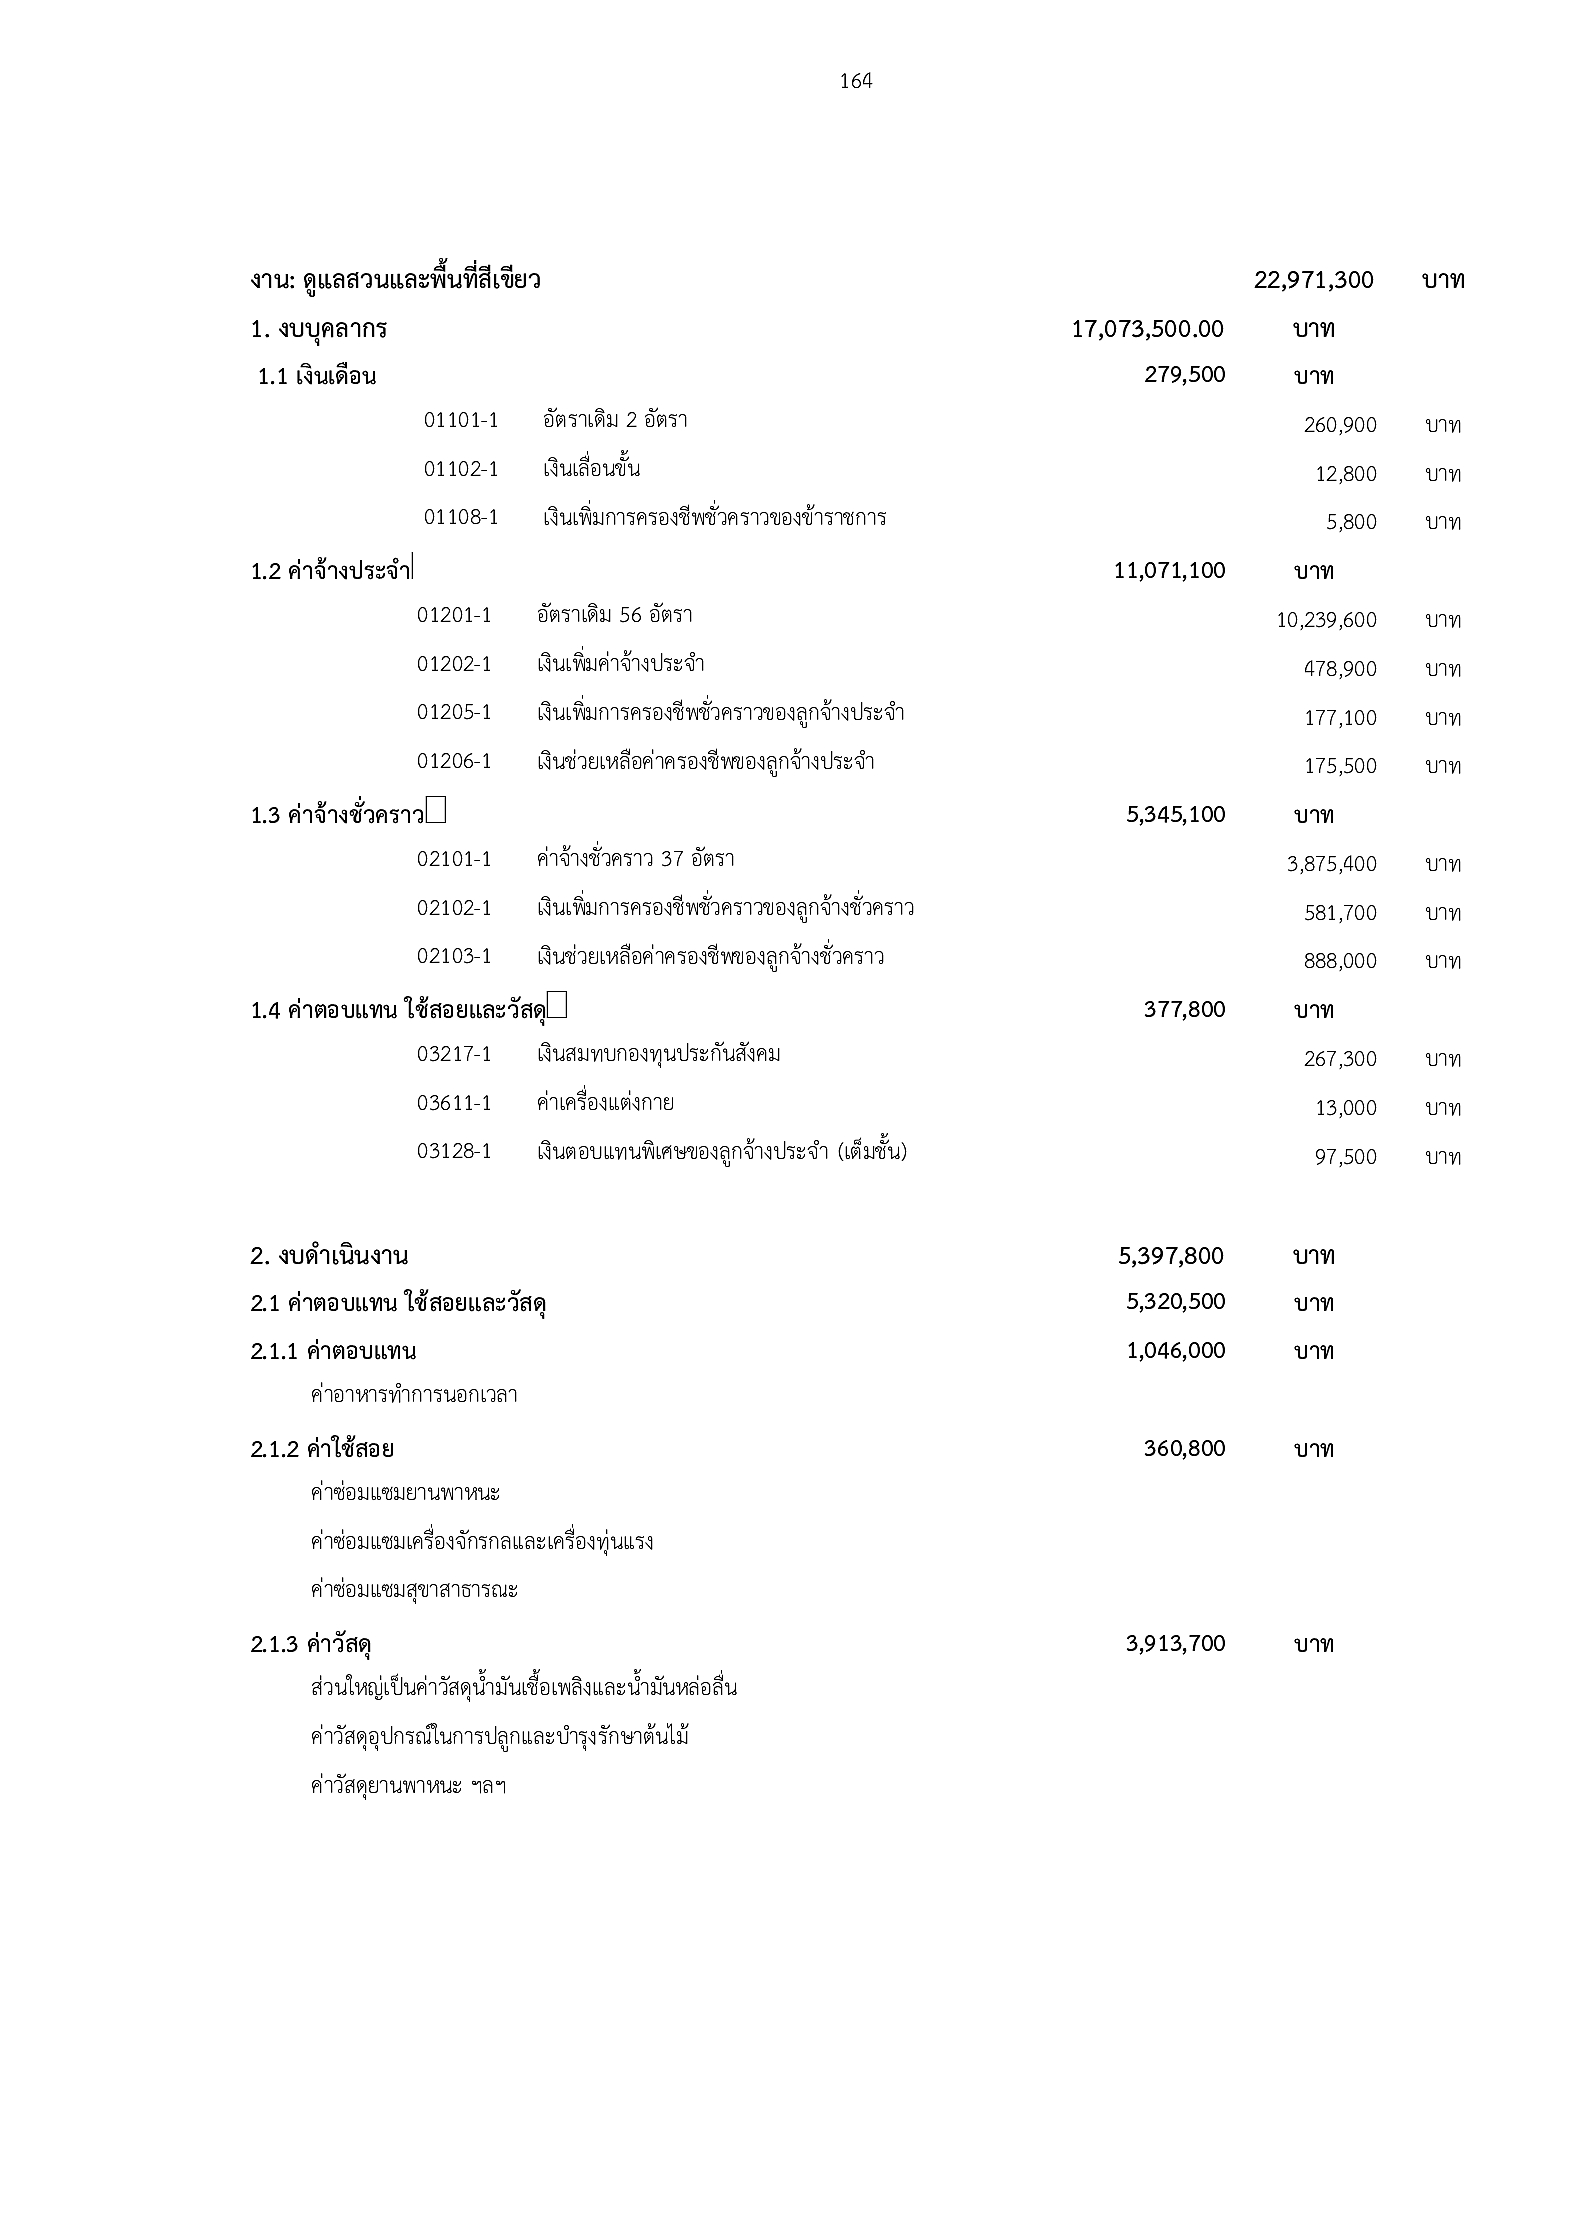 164
งาน: ดูแลสวนและพื้นที่สีเขียว 22,971,300 บาท
1. งบบุคลากร 17,073,500.00 บาท
1.1 เงินเดือน 279,500 บาท
01101-1 อัตราเดิม 2 อัตรา 260,900 บาท
01102-1 เงินเลื่อนขั้น 12,800 บาท
01108-1 เงินเพิ่มการครองชีพชั่วคราวของข้าราชการ 5,800 บาท
1.2 ค่าจ้างประจำ 11,071,100 บาท
01201-1 อัตราเดิม 56 อัตรา 10,239,600 บาท
01202-1 เงินเพิ่มค่าจ้างประจำ 478,900 บาท
01205-1 เงินเพิ่มการครองชีพชั่วคราวของลูกจ้างประจำ 177,100 บาท
01206-1 เงินช่วยเหลือค่าครองชีพของลูกจ้างประจำ 175,500 บาท
1.3 ค่าจ้างชั่วคราว 5,345,100 บาท
02101-1 ค่าจ้างชั่วคราว 37 อัตรา 3,875,400 บาท
02102-1 เงินเพิ่มการครองชีพชั่วคราวของลูกจ้างชั่วคราว 581,700 บาท
02103-1 เงินช่วยเหลือค่าครองชีพของลูกจ้างชั่วคราว 888,000 บาท
1.4 ค่าตอบแทน ใช้สอยและวัสดุ 377,800 บาท
03217-1 เงินสมทบกองทุนประกันสังคม 267,300 บาท
03611-1 ค่าเครื่องแต่งกาย 13,000 บาท
03128-1 เงินตอบแทนพิเศษของลูกจ้างประจำ (เต็มชั้น) 97,500 บาท
2. งบดำเนินงาน 5,397,800 บาท
2.1 ค่าตอบแทน ใช้สอยและวัสดุ 5,320,500 บาท
2.1.1 ค่าตอบแทน 1,046,000 บาท
ค่าอาหารทำการนอกเวลา
2.1.2 ค่าใช้สอย 360,800 บาท
ค่าซ่อมแซมยานพาหนะ
ค่าซ่อมแซมเครื่องจักรกลและเครื่องทุ่นแรง
ค่าซ่อมแซมสุขาสาธารณะ
2.1.3 ค่าวัสดุ 3,913,700 บาท
ส่วนใหญ่เป็นค่าวัสดุน้ำมันเชื้อเพลิงและน้ำมันหล่อลื่น
ค่าวัสดุอุปกรณ์ในการปลูกและบำรุงรักษาต้นไม้
ค่าวัสดุยานพาหนะ ฯลฯ